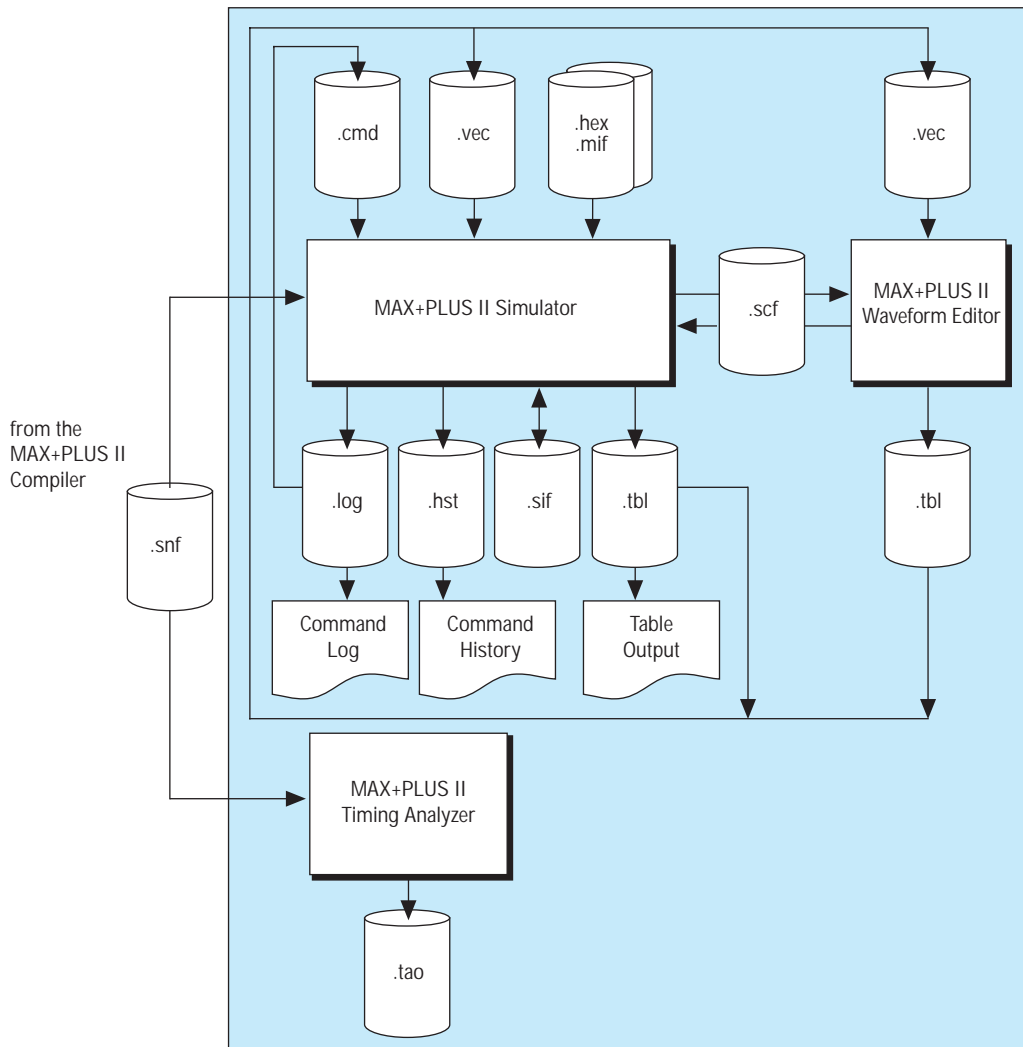 .cmd
.vec
.hex
.mif
.vec
MAX+PLUS II Simulator
.scf
MAX+PLUS II
Waveform Editor
from the
MAX+PLUS II
Compiler
.snf
.log
.hst
.sif
.tbl
.tbl
Command
Log
Command
History
Table
Output
MAX+PLUS II
Timing Analyzer
.tao